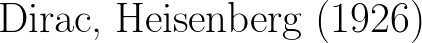 Dirac, Heisenberg (1926)